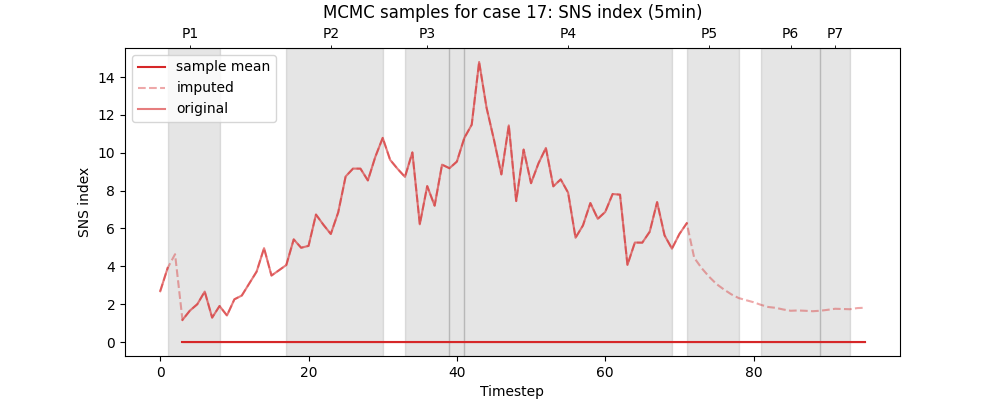 MCMC samples for case 17: SNS index (5min)
P1 P2 P3 P4 P5 P6 P7
sample mean
imputed
original
SNS index
14
12
10
8
6
4
2
0
0 20 40 60 80
Timestep